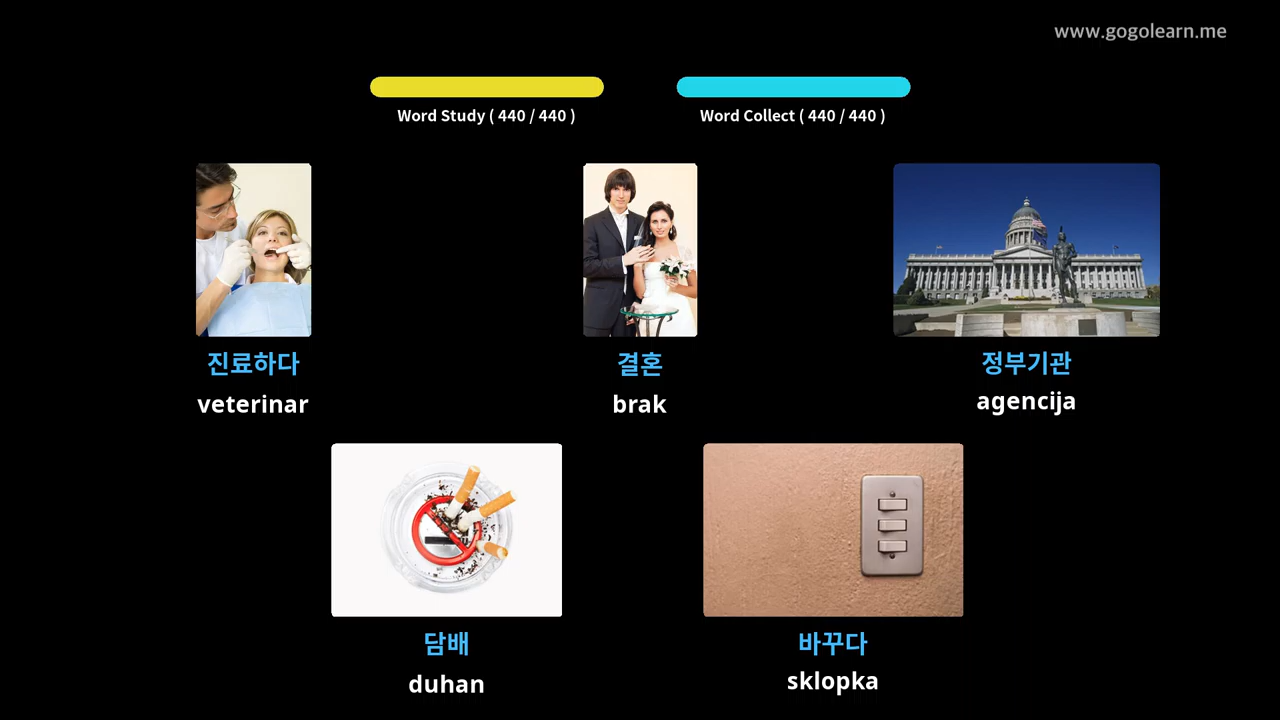 www.gogolearn.me
Word Study ( 440 / 440 )
Word Collect ( 440 / 440 )
진료하다
veterinar
결혼
brak
정부기관
agencija
담배
duhan
바꾸다
sklopka